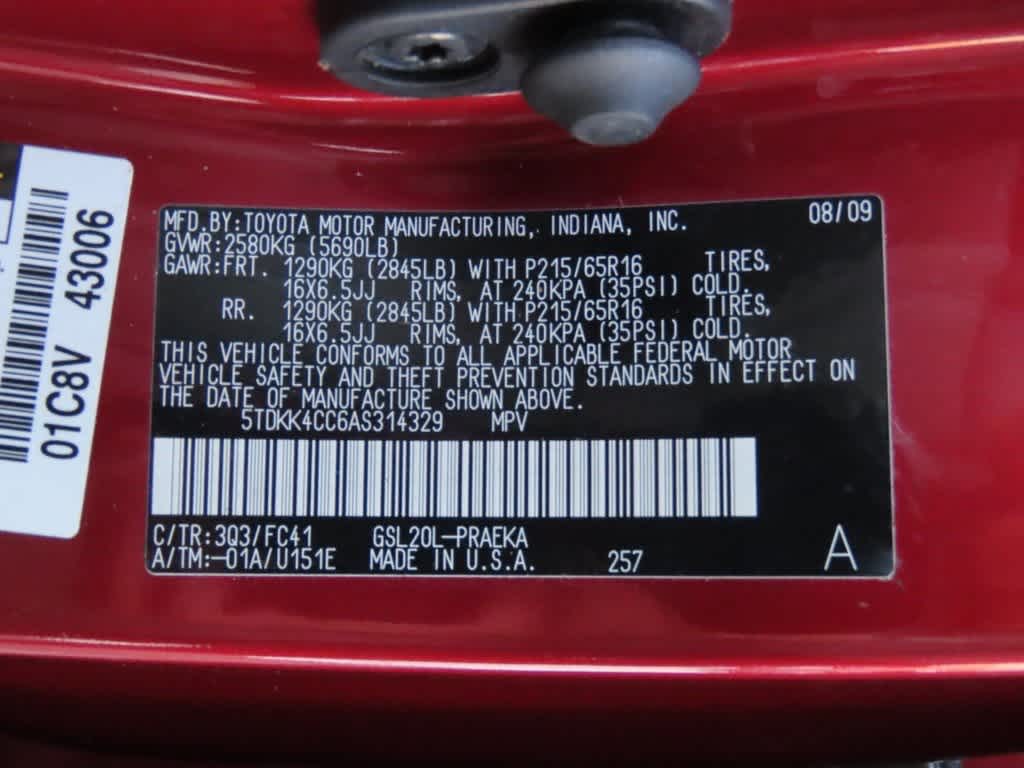 MFD.BY:TOYOTA MOTOR MANUFACTURING, INDIANA, INC. 08/09
GVWR:2580KG (5690LB)
GAWR:FRT. 1290KG (2845LB) WITH P215/65R16 TIRES,
16X6.5JJ RIMS, AT 240KPA (35PSI) COLD.
RR. 1290KG (2845LB) WITH P215/65R16 TIRES,
16X6.5JJ RIMS, AT 240KPA (35PSI) COLD.
THIS VEHICLE CONFORMS TO ALL APPLICABLE FEDERAL MOTOR
VEHICLE SAFETY AND THEFT PREVENTION STANDARDS IN EFFECT ON
THE DATE OF MANUFACTURE SHOWN ABOVE.
5TDKK4CC6AS314329 MPV
C/TR:3Q3/FC41 GSL20L-PRAEKA
A/TM:-01A/U151E MADE IN U.S.A. 257 A
01C8V 43006